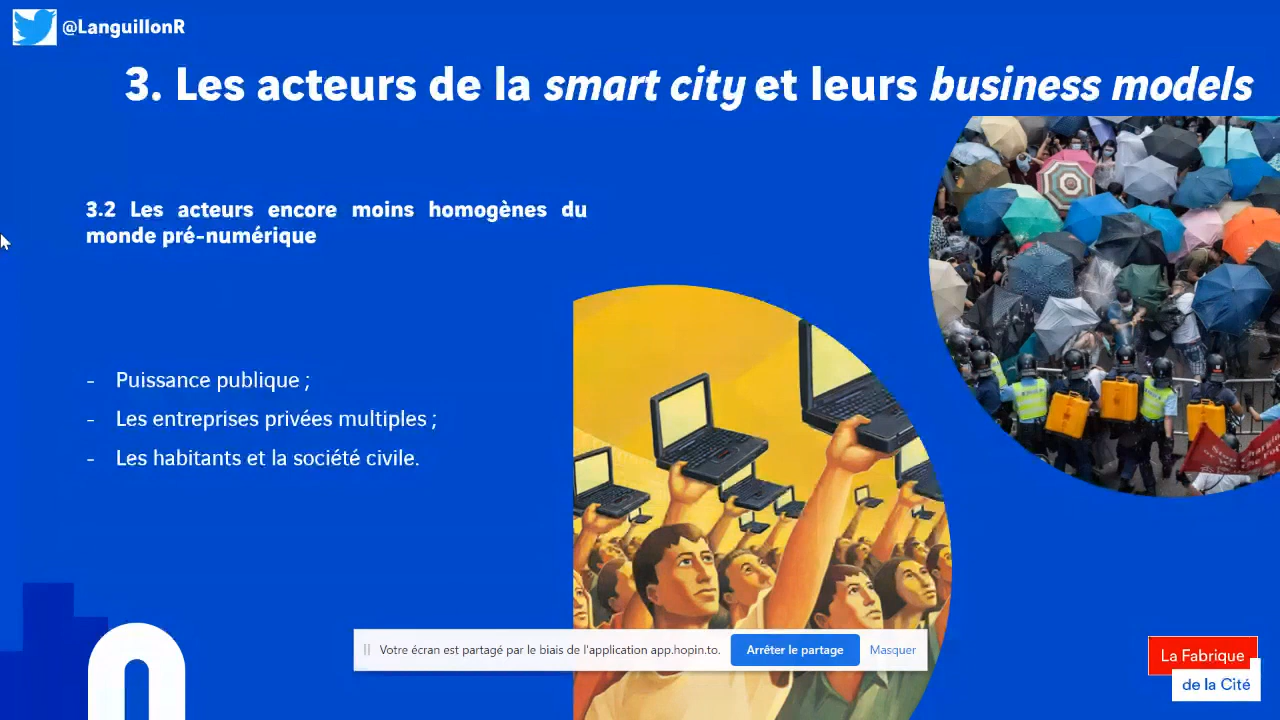 @LanguillonR
3. Les acteurs de la smart city et leurs business models
3.2 Les acteurs encore moins homogènes du
monde pré-numérique
- Puissance publique ;
- Les entreprises privées multiples ;
- Les habitants et la société civile.
Votre écran est partagé par le biais de l'application app.hopin.to.
Arrêter le partage
Masquer
La Fabrique
de la Cité